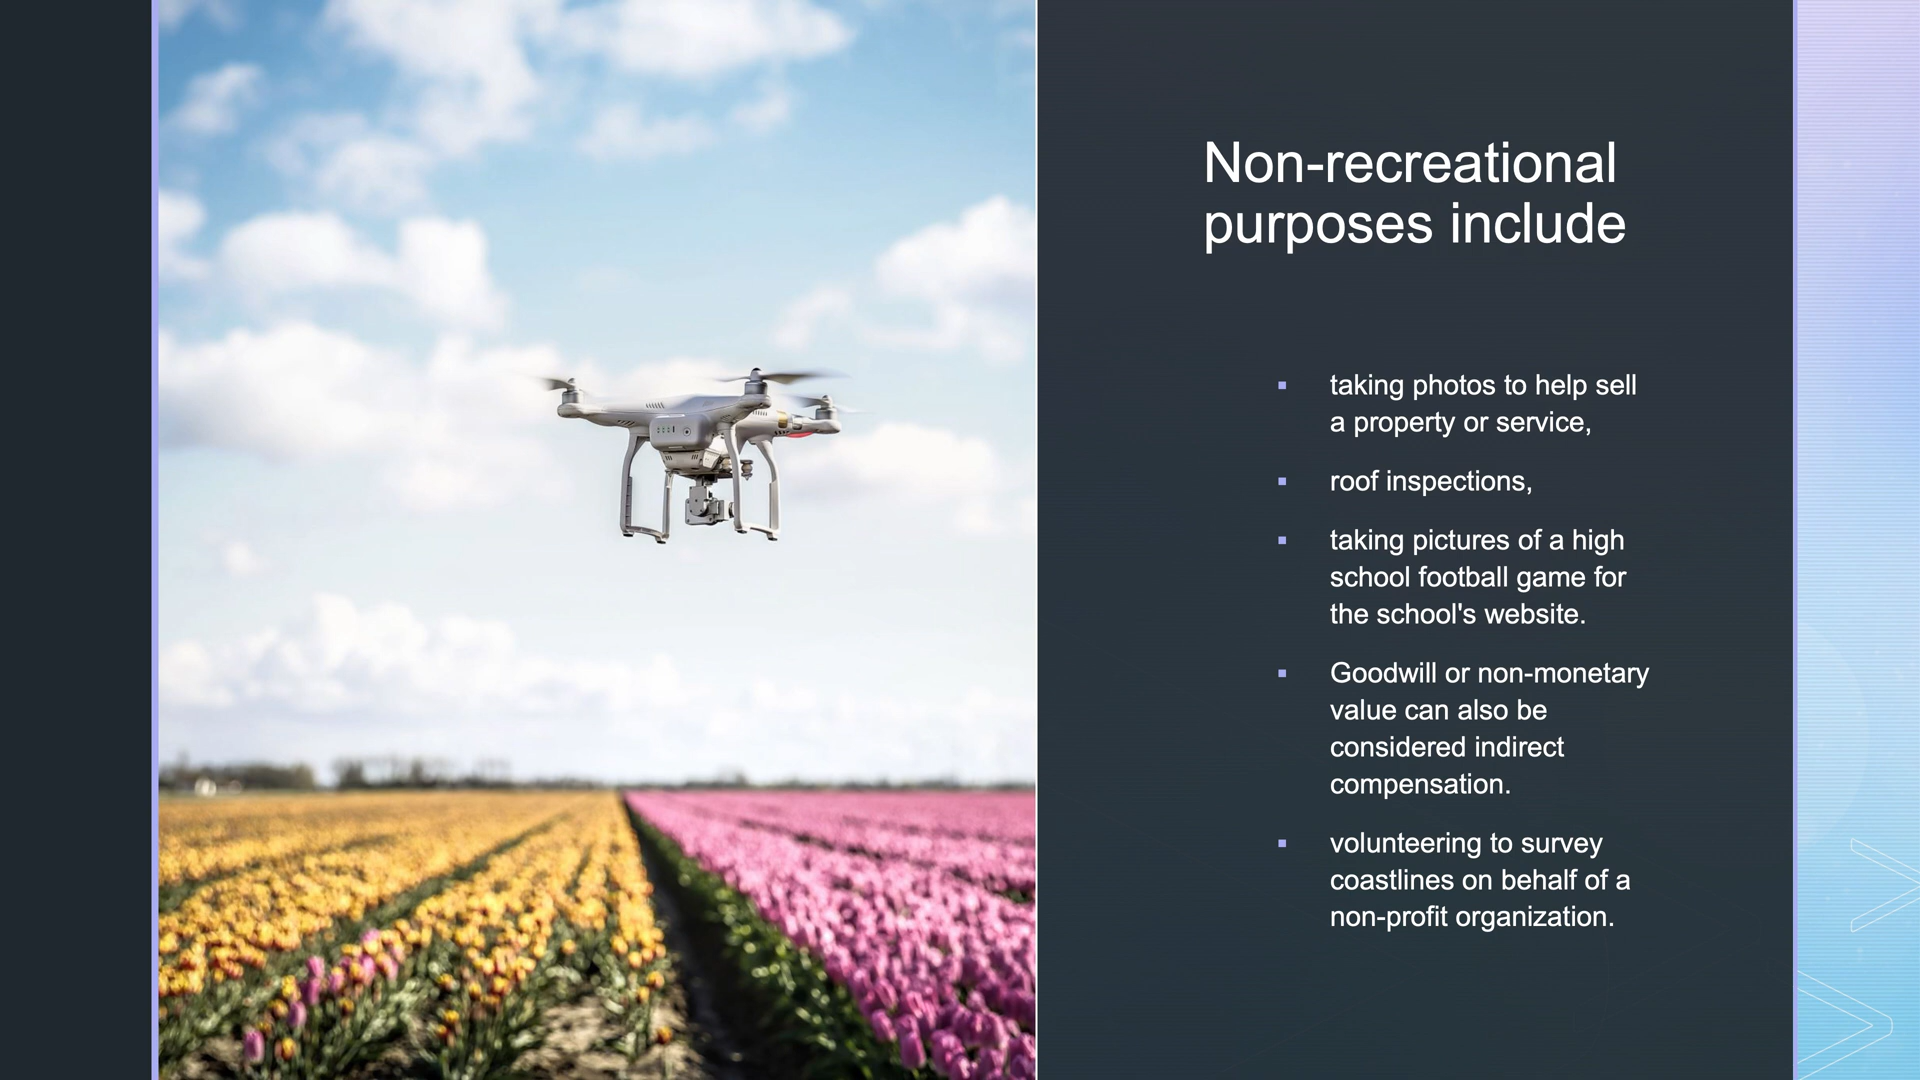 Non-recreational
purposes include
taking photos to help sell
a property or service,
roof inspections,
taking pictures of a high
school football game for
the school's website.
Goodwill or non-monetary
value can also be
considered indirect
compensation.
volunteering to survey
coastlines on behalf of a
non-profit organization.